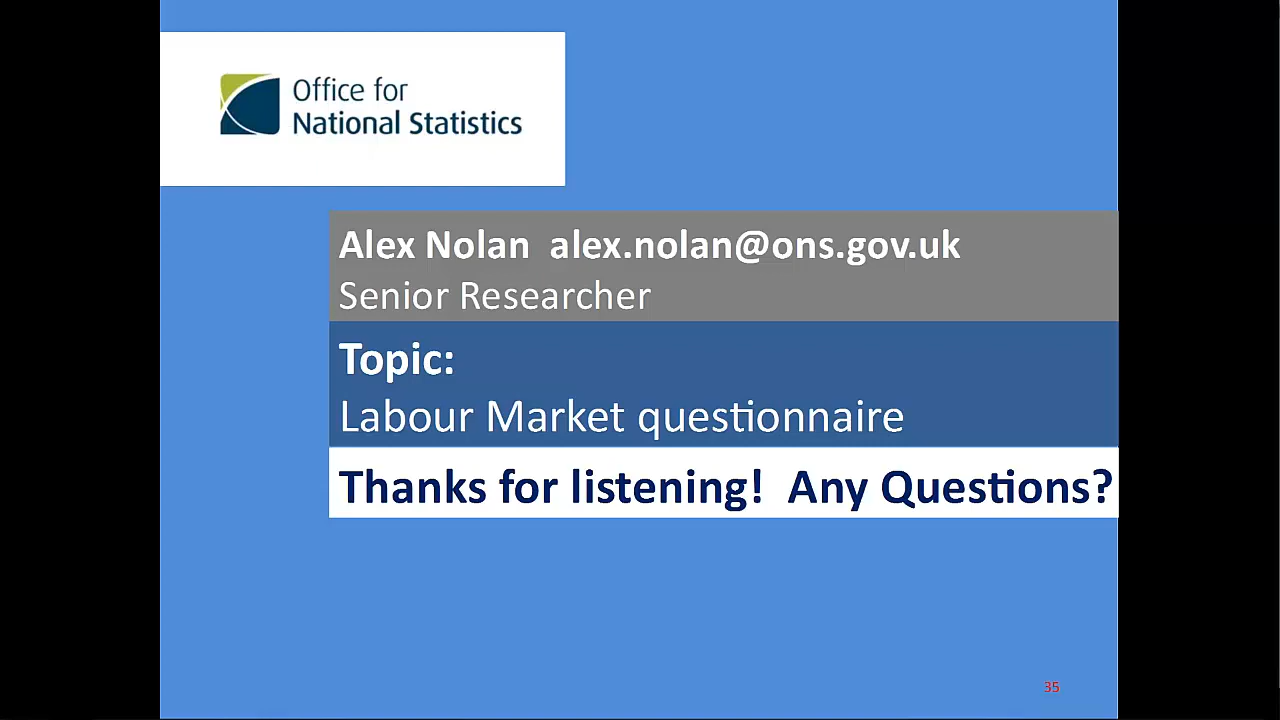 Office for
National Statistics
Alex Nolan  alex.nolan@ons.gov.uk
Senior Researcher
Topic:
Labour Market questionnaire
Thanks for listening!  Any Questions?
35